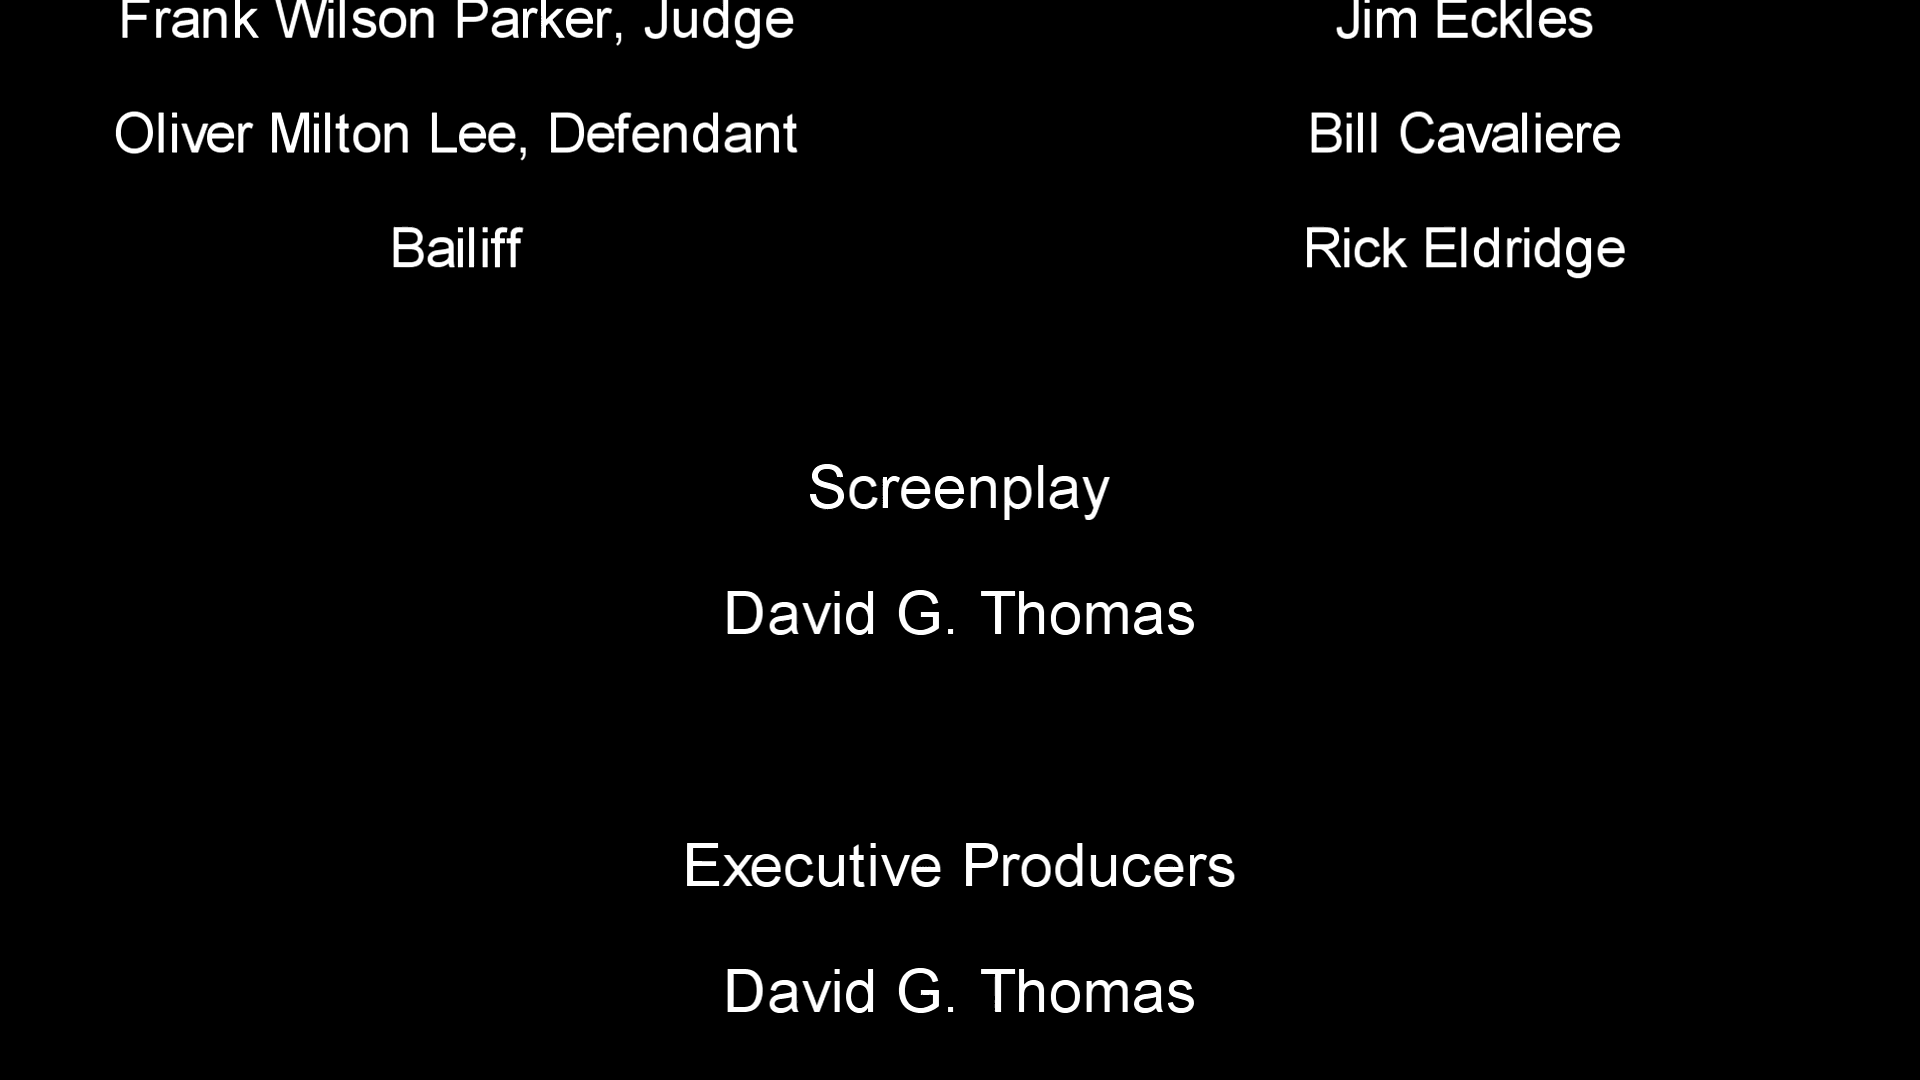 Frank Wilson Parker, Judge Jim Eckles
Oliver Milton Lee, Defendant Bill Cavaliere
Bailiff Rick Eldridge
Screenplay
David G. Thomas
Executive Producers
David G. Thomas